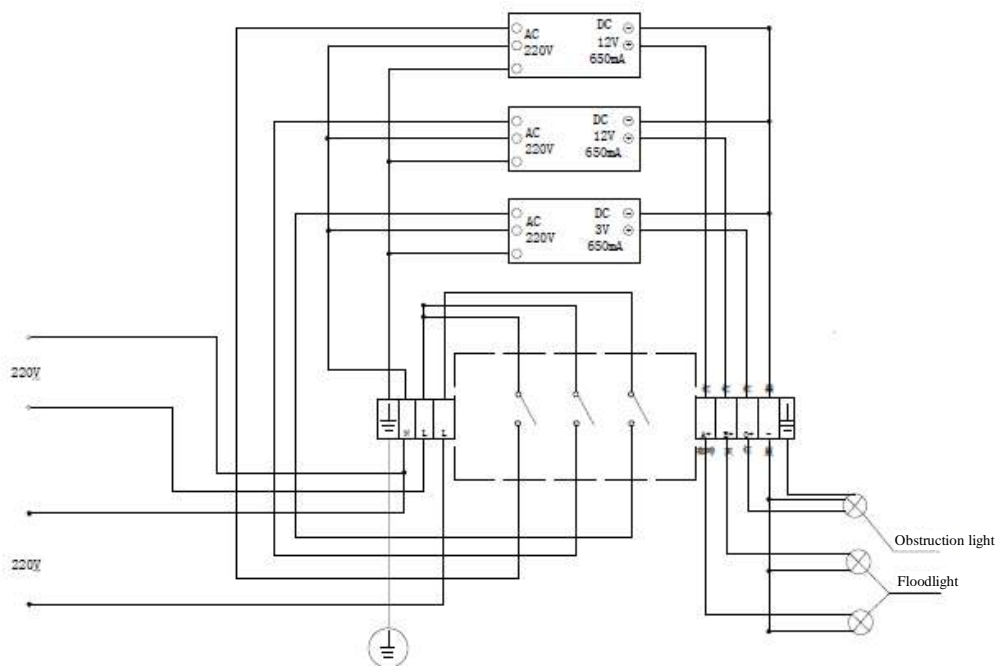 AC
220V
DC
12V
650mA
AC
220V
DC
12V
650mA
AC
220V
DC
3V
650mA
220V
N
L
L
220V
Obstruction light
Floodlight